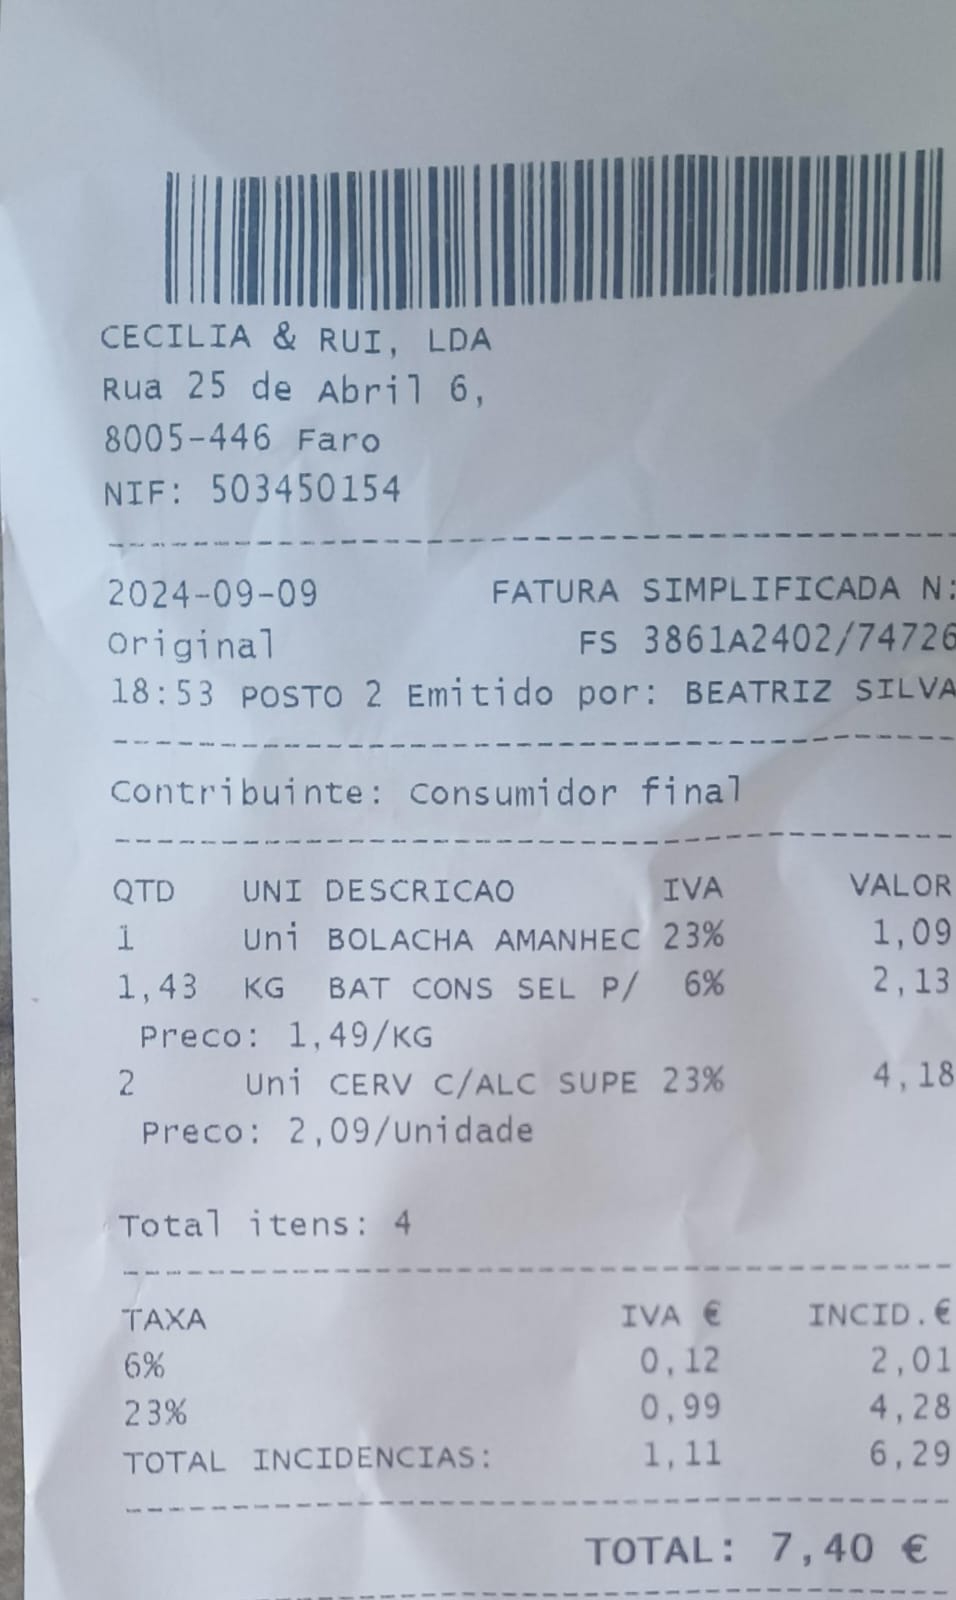 CECILIA & RUI, LDA
Rua 25 de Abril 6,
8005-446 Faro
NIF: 503450154
2024-09-09 FATURA SIMPLIFICADA N:
Original FS 3861A2402/74726
18:53 POSTO 2 Emitido por: BEATRIZ SILVA
Contribuinte: Consumidor final
QTD UNI DESCRICAO IVA VALOR
1 Uni BOLACHA AMANHEC 23% 1,09
1,43 KG BAT CONS SEL P/ 6% 2,13
Preco: 1,49/KG
2 Uni CERV C/ALC SUPE 23% 4,18
Preco: 2,09/Unidade
Total itens: 4
TAXA IVA € INCID.€
6% 0,12 2,01
23% 0,99 4,28
TOTAL INCIDENCIAS: 1,11 6,29
TOTAL: 7,40 €